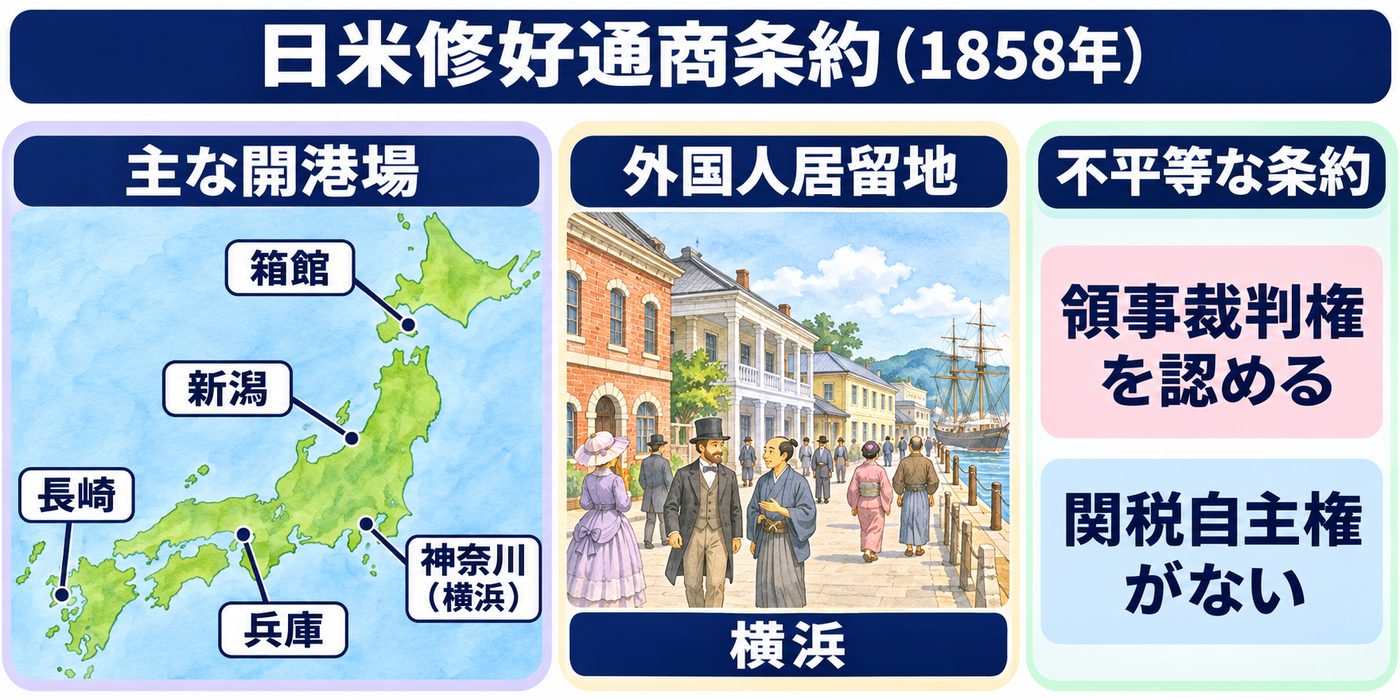 日米修好通商条約(1858年)
主な開港場
箱館
新潟
長崎
神奈川
(横浜)
兵庫
外国人居留地
横浜
不平等な条約
領事裁判権
を認める
関税自主権
がない